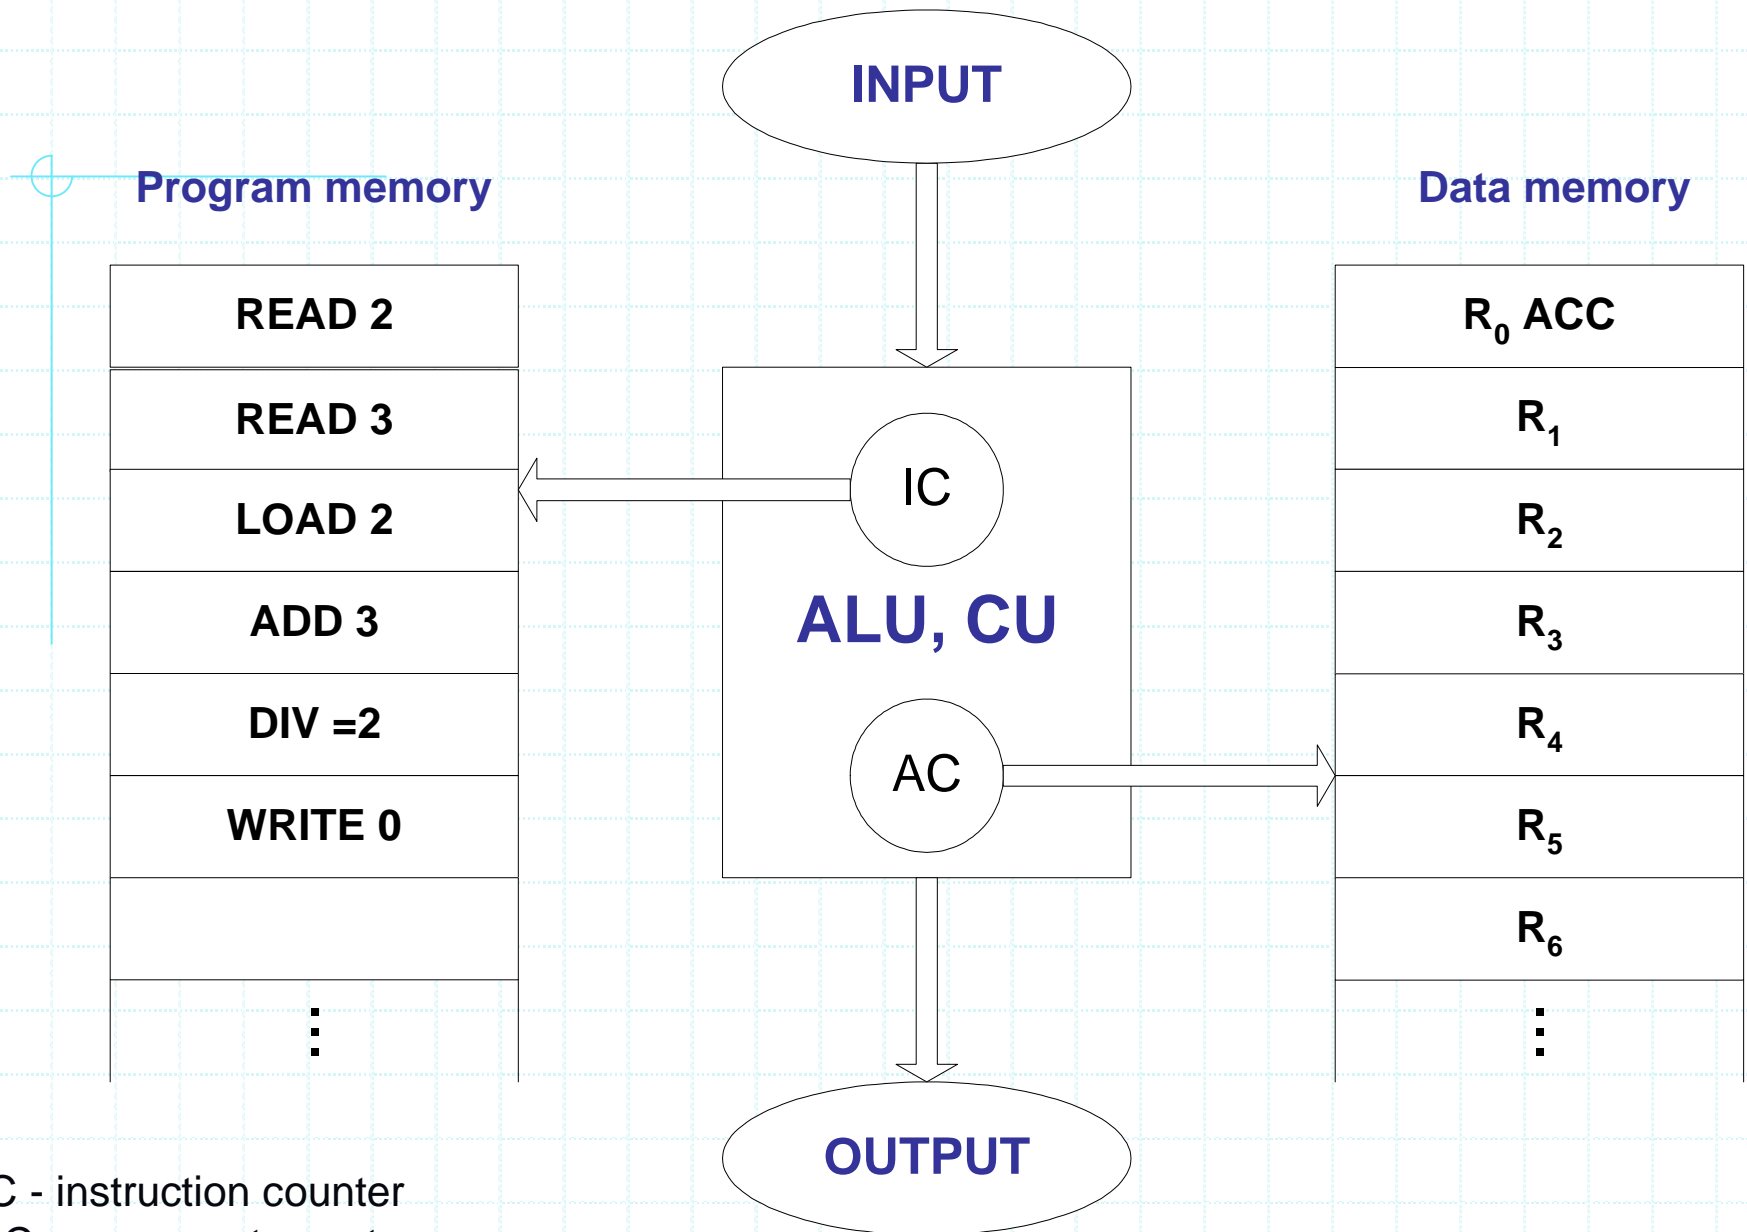 INPUT
Program memory
Data memory
READ 2
READ 3
LOAD 2
ADD 3
DIV =2
WRITE 0
IC
ALU, CU
AC
R0 ACC
R1
R2
R3
R4
R5
R6
OUTPUT
C - instruction counter